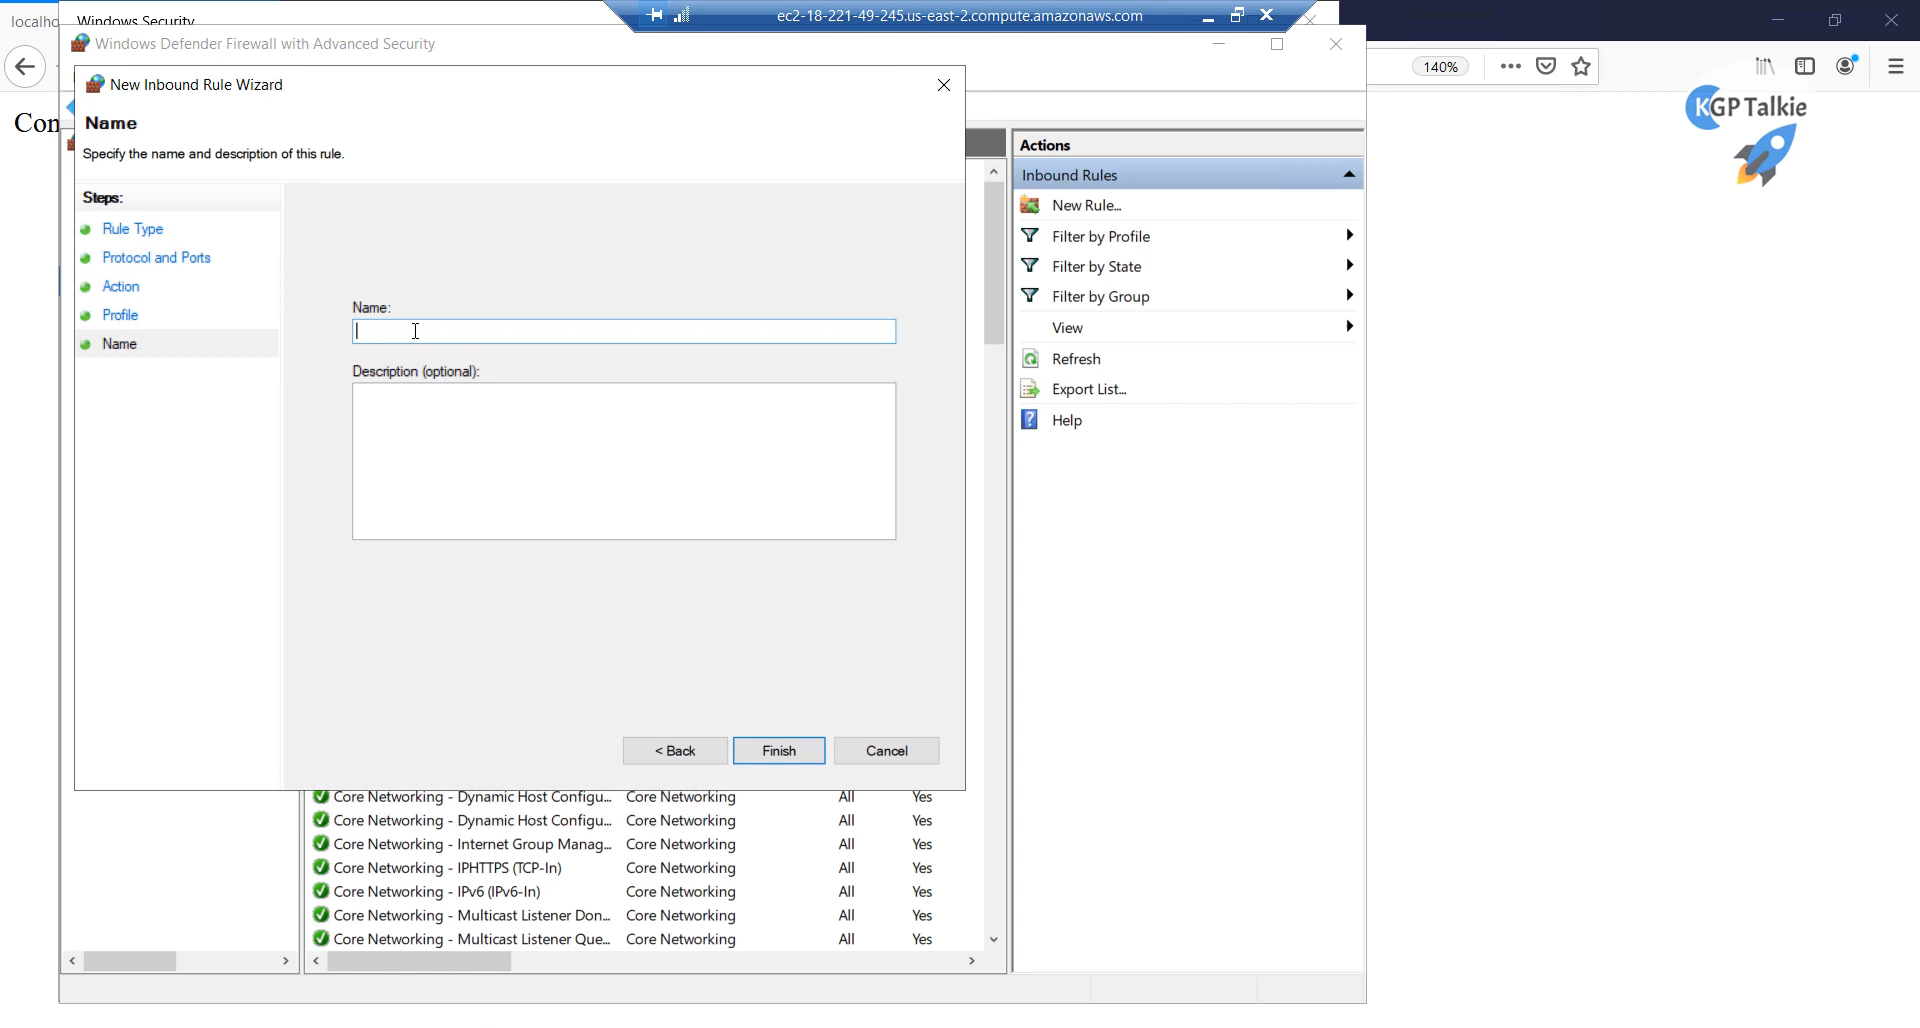 localho
Windows Security
ec2-18-221-49-245.us-east-2.compute.amazonaws.com
Windows Defender Firewall with Advanced Security
140%
New Inbound Rule Wizard
KGP Talkie
Con
Name
Specify the name and description of this rule.
Steps:
Rule Type
Protocol and Ports
Action
Profile
Name
Name:
Description (optional):
< Back
Finish
Cancel
Core Networking - Dynamic Host Configu... Core Networking All Yes
Core Networking - Dynamic Host Configu... Core Networking All Yes
Core Networking - Internet Group Manag... Core Networking All Yes
Core Networking - IPHTTPS (TCP-In) Core Networking All Yes
Core Networking - IPv6 (IPv6-In) Core Networking All Yes
Core Networking - Multicast Listener Don... Core Networking All Yes
Core Networking - Multicast Listener Que... Core Networking All Yes
Actions
Inbound Rules
New Rule...
Filter by Profile
Filter by State
Filter by Group
View
Refresh
Export List...
Help